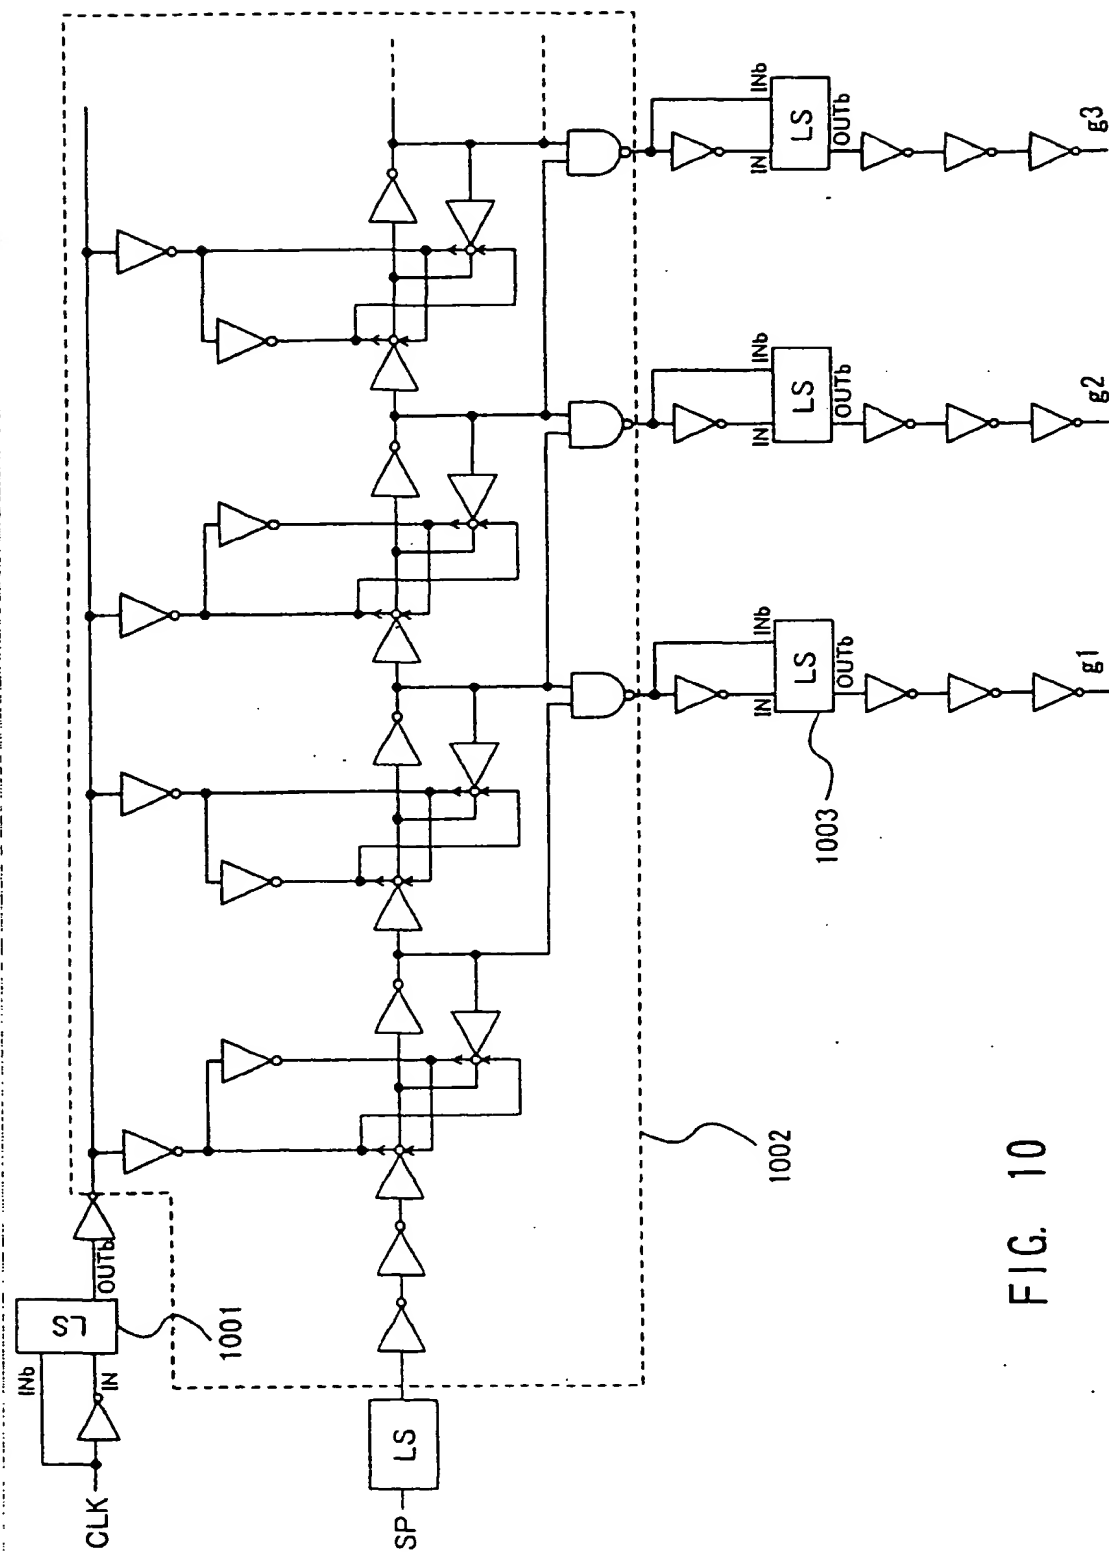 CLK
INb
IN
LS
OUTb
1001
SP
LS
1002
IN
INb
LS
OUTb
1003
g1
IN
INb
LS
OUTb
g2
IN
INb
LS
OUTb
g3
FIG. 10